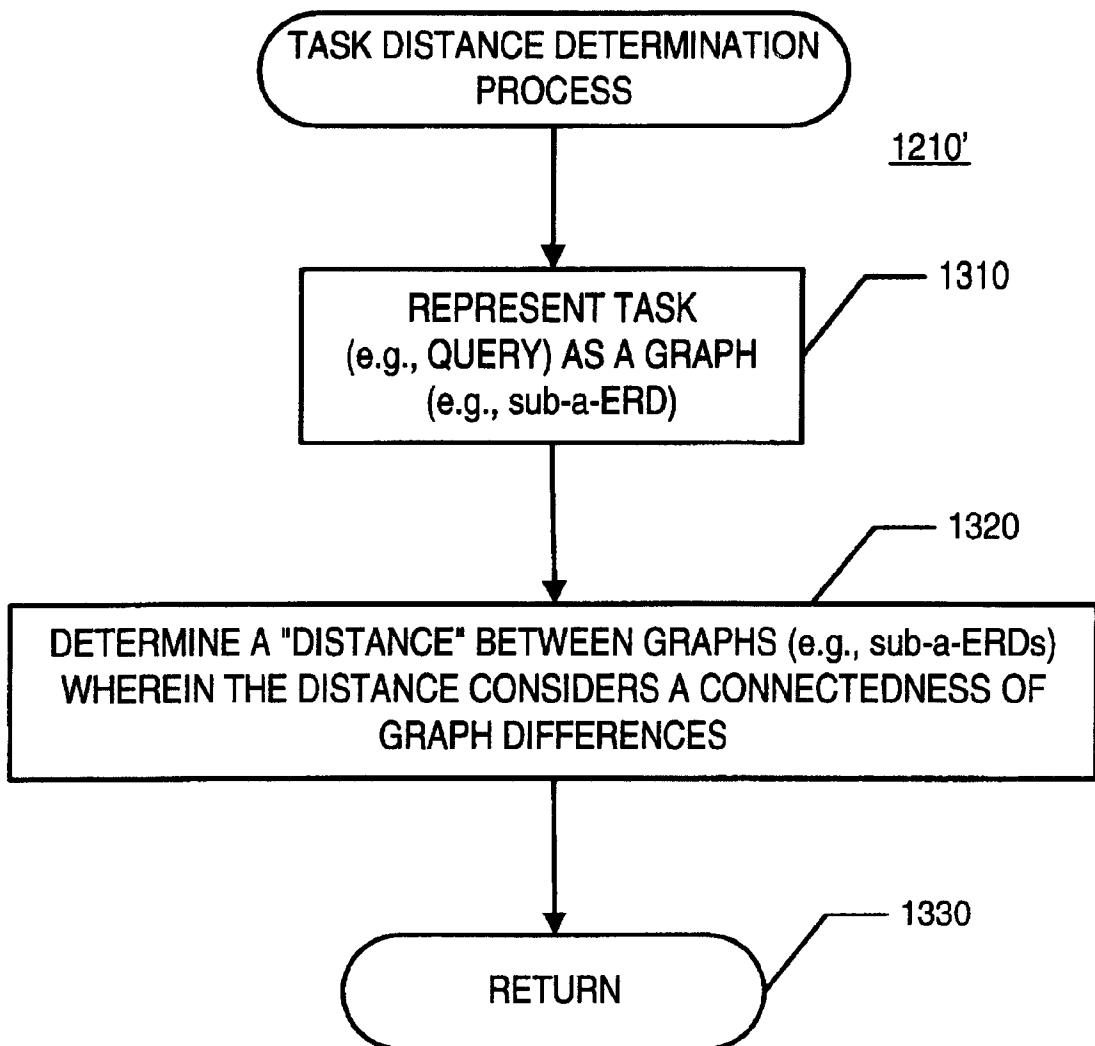 TASK DISTANCE DETERMINATION
PROCESS
1210'
1310
REPRESENT TASK
(e.g., QUERY) AS A GRAPH
(e.g., sub-a-ERD)
1320
DETERMINE A "DISTANCE" BETWEEN GRAPHS (e.g., sub-a-ERDs)
WHEREIN THE DISTANCE CONSIDERS A CONNECTEDNESS OF
GRAPH DIFFERENCES
1330
RETURN